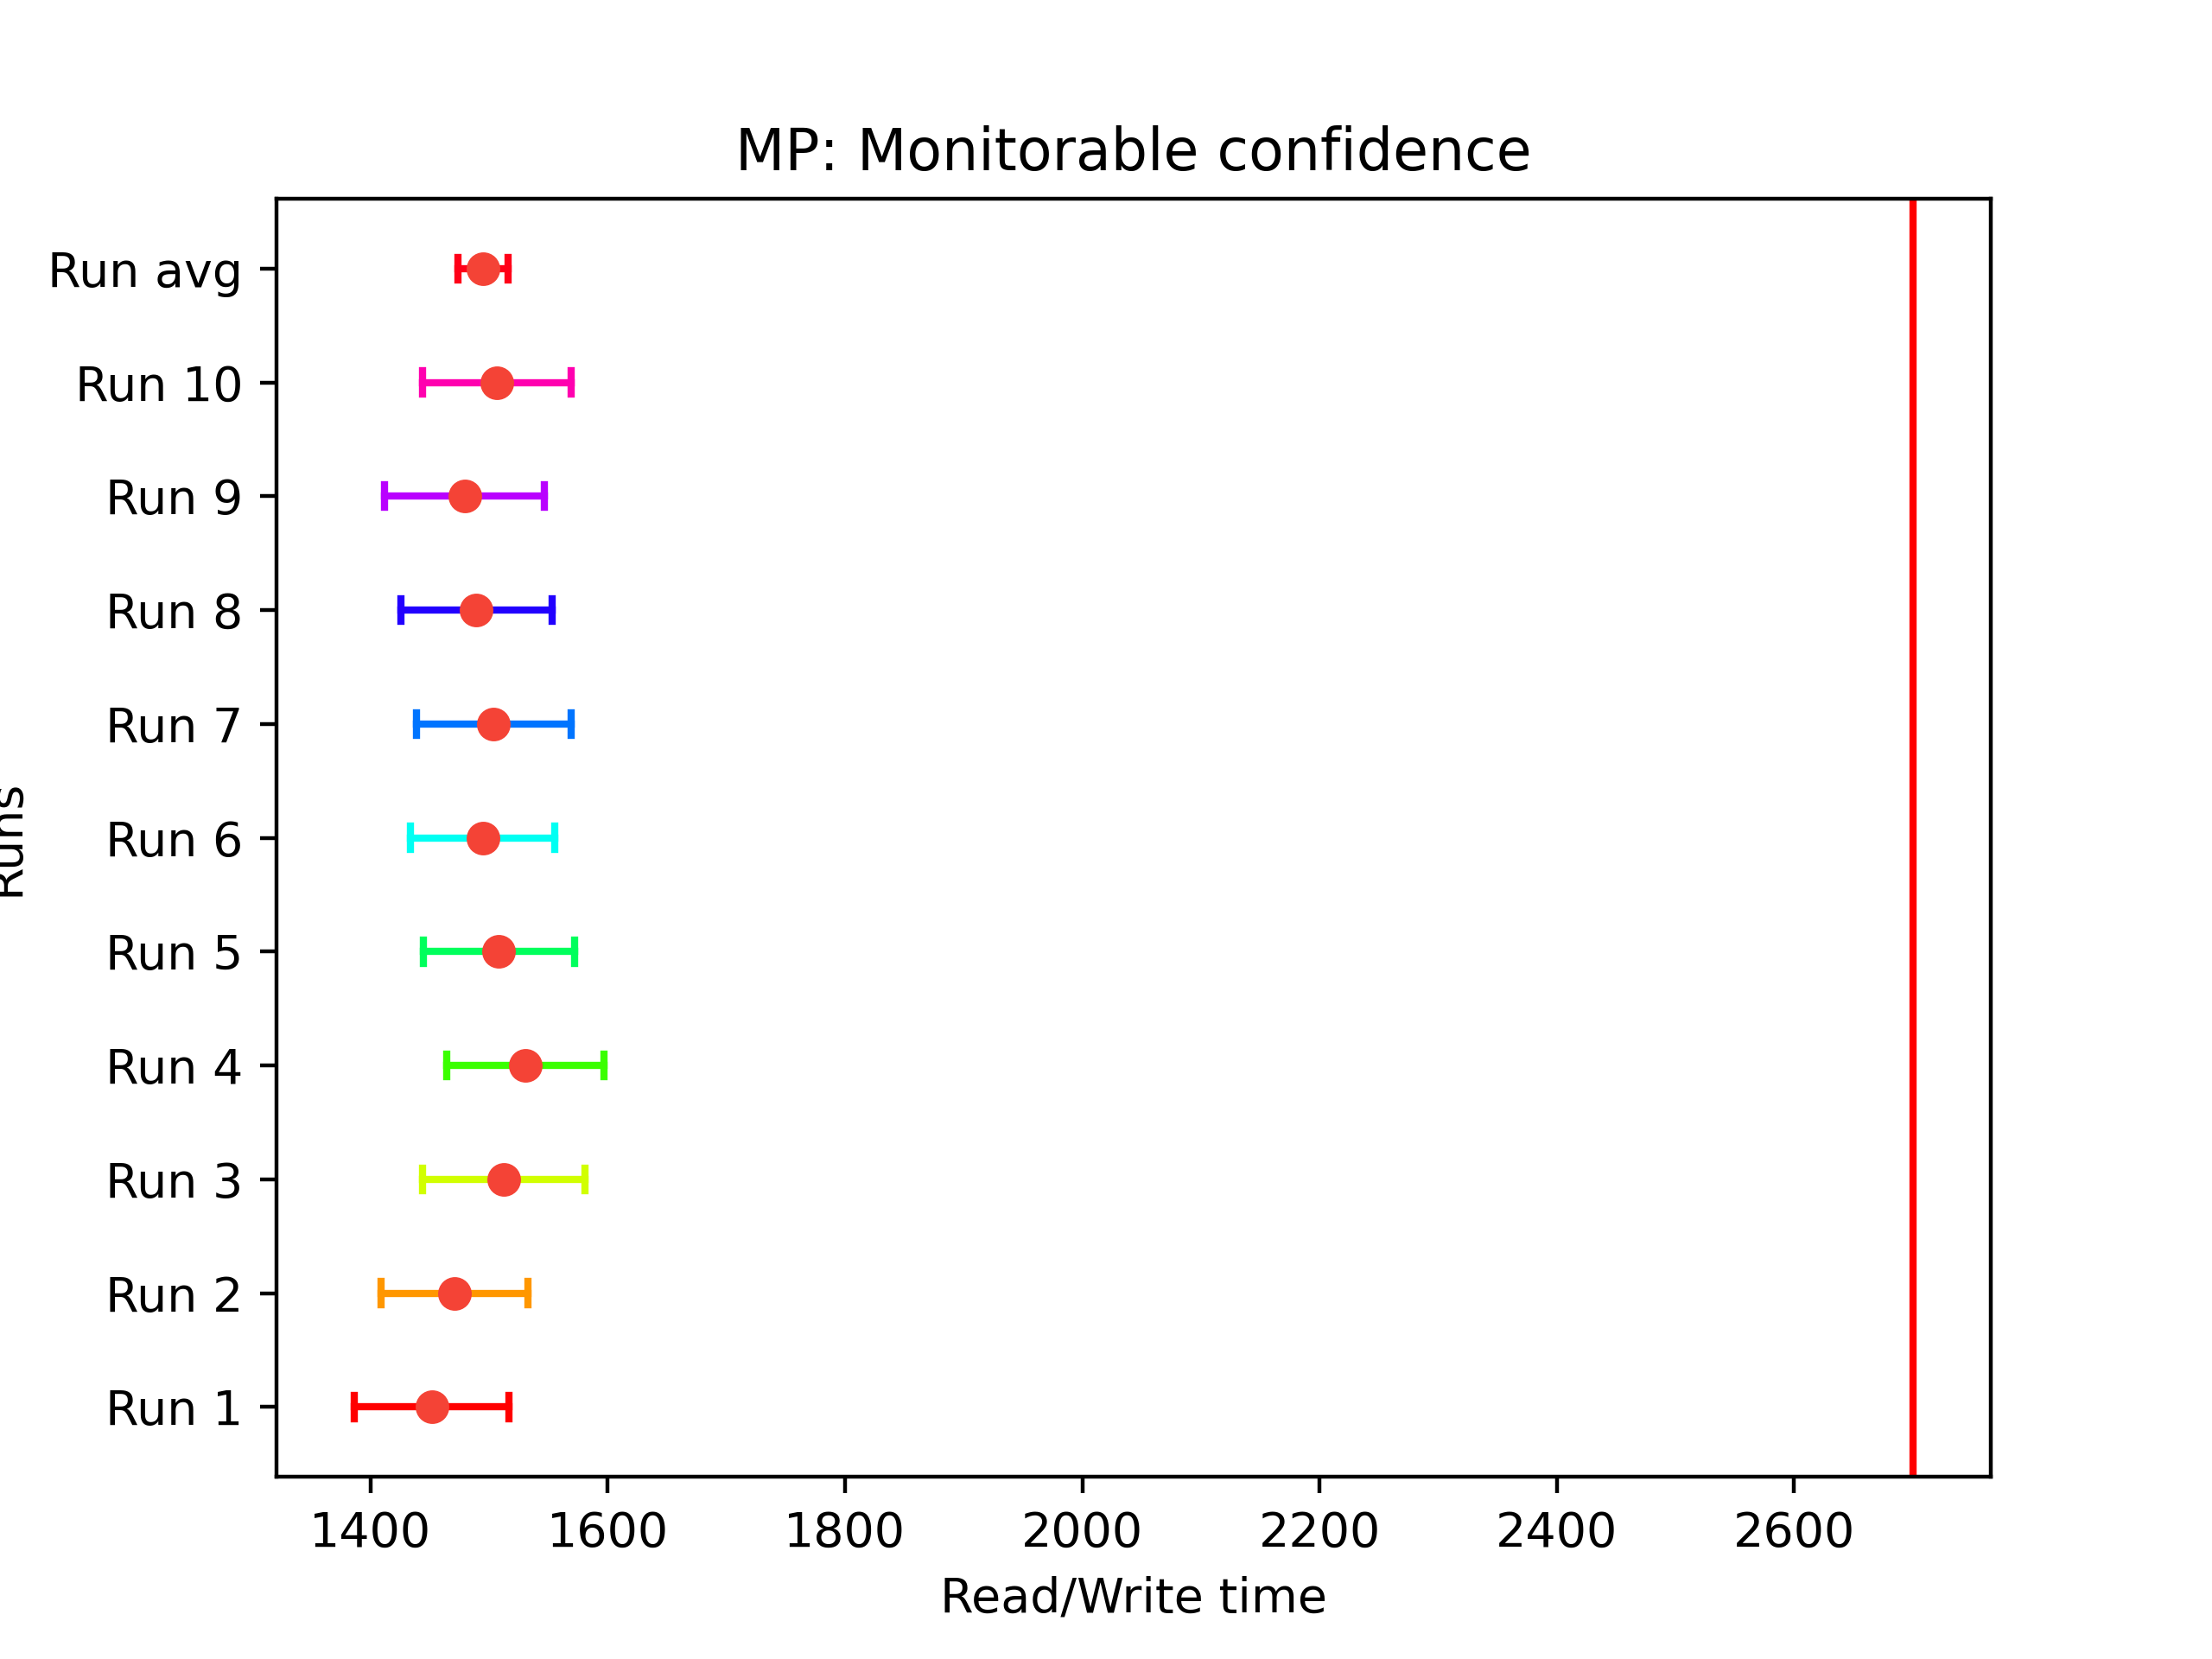 MP: Monitorable confidence
Run avg
Run 10
Run 9
Run 8
Run 7
Run 6
Run 5
Run 4
Run 3
Run 2
Run 1
Runs
1400 1600 1800 2000 2200 2400 2600
Read/Write time